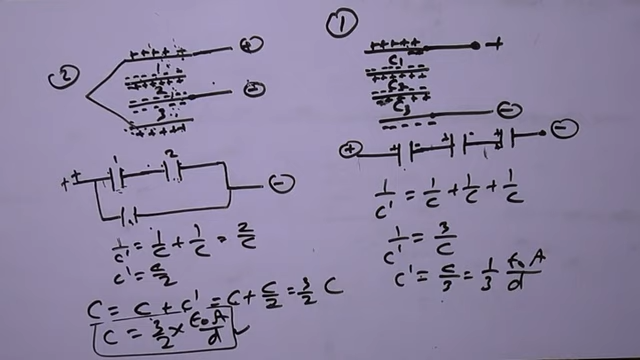 ①
+ + + + +
+
C1
C2
C3
⊖
⊕
+ -
+ -
+ -
⊖
1/C' = 1/C + 1/C + 1/C
1/C' = 3/C
C' = C/3 = 1/3 ε₀A/d
②
+ + + + +
⊕
1
2
⊖
3
+ + + + +
+ +
1
2
⊖
1/C' = 1/C + 1/C = 2/C
C' = C/2
C = C + C' = C + C/2 = 3/2 C
C = 3/2 × ε₀A/d